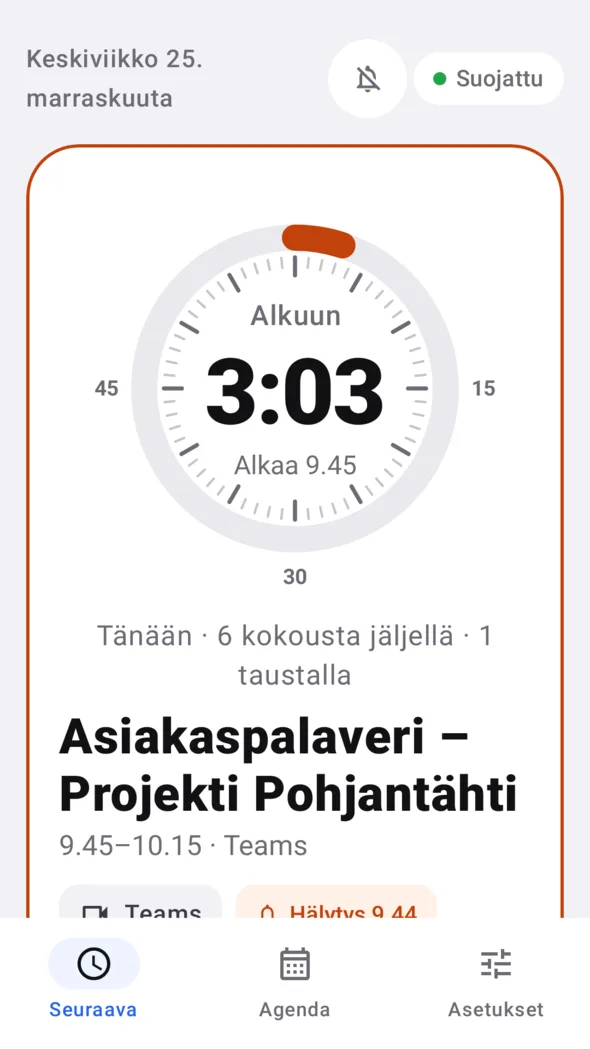 Keskiviikko 25.
marraskuuta
Suojattu
Alkuun
3:03
Alkaa 9.45
45
15
30
Tänään · 6 kokousta jäljellä · 1
taustalla
Asiakaspalaveri –
Projekti Pohjantähti
9.45–10.15 · Teams
Teams
Hälytys 9.44
Seuraava
Agenda
Asetukset